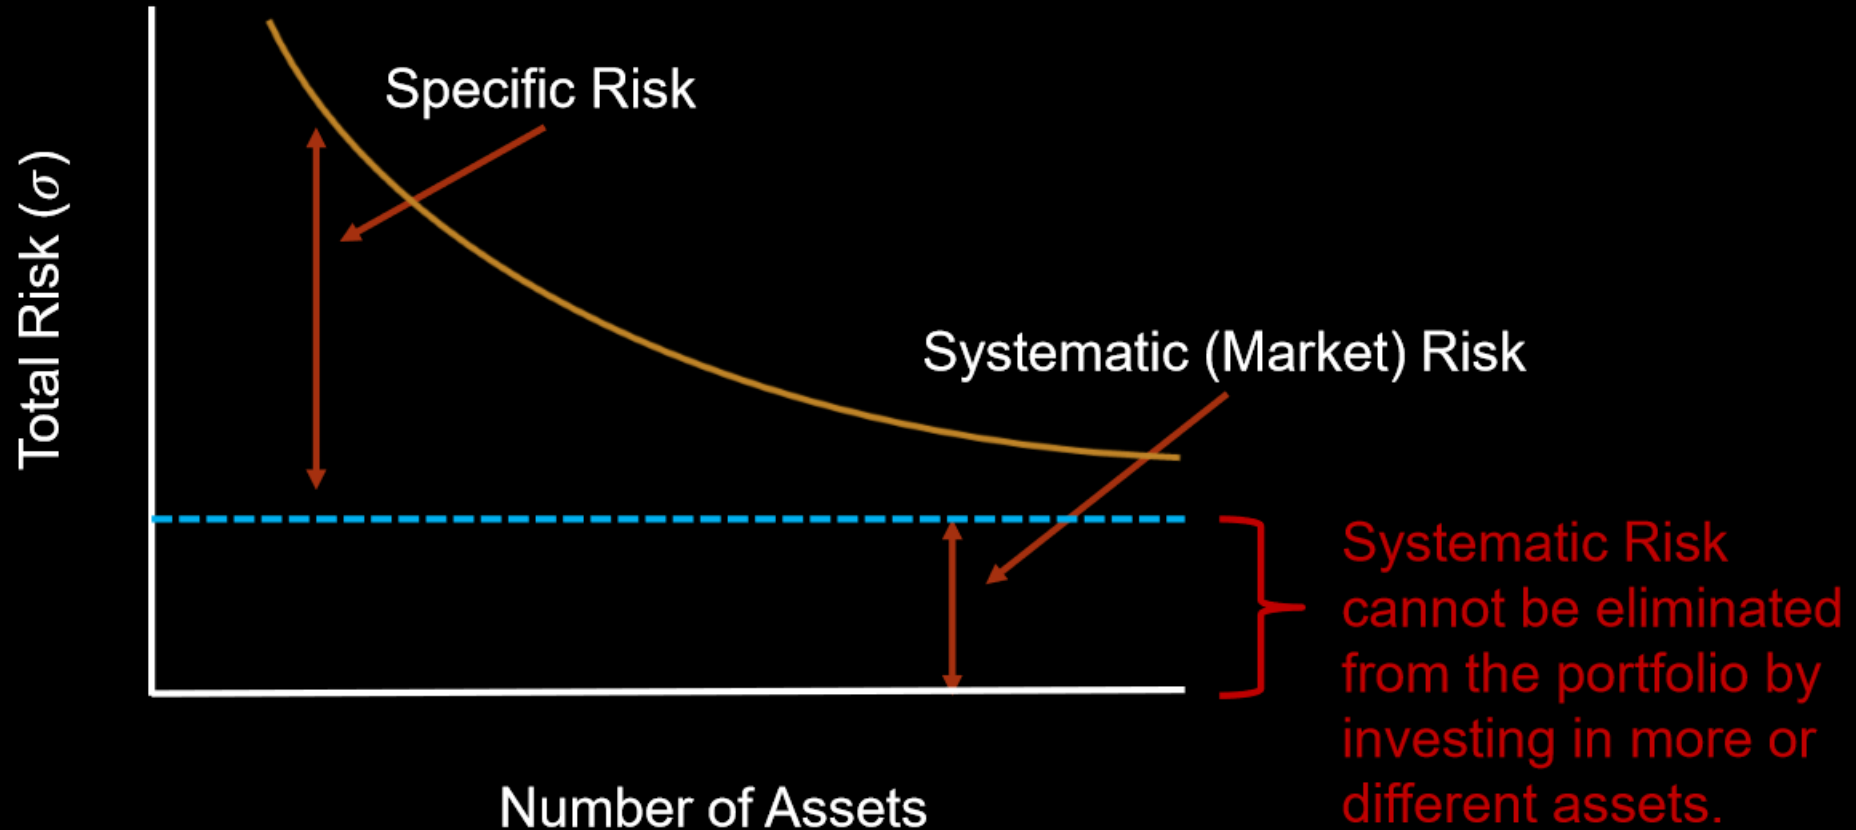 Specific Risk
Total Risk (σ)
Systematic (Market) Risk
Systematic Risk
cannot be eliminated
from the portfolio by
investing in more or
different assets.
Number of Assets